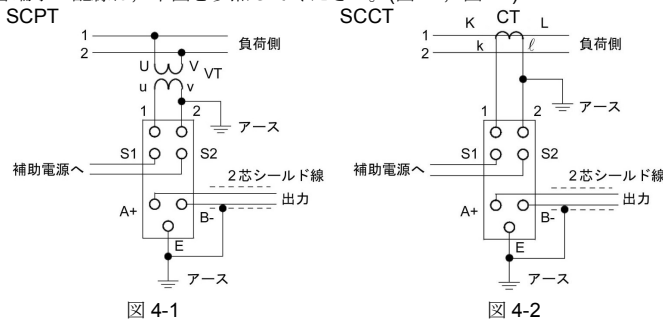 SCPT
1
2
負荷側
U
V
VT
u
v
1
2
アース
S1
S2
補助電源へ
2芯シールド線
出力
A+
B-
E
アース
図 4-1
SCCT
K
CT
L
1
2
負荷側
k
ℓ
1
2
アース
S1
S2
補助電源へ
2芯シールド線
出力
A+
B-
E
アース
図 4-2